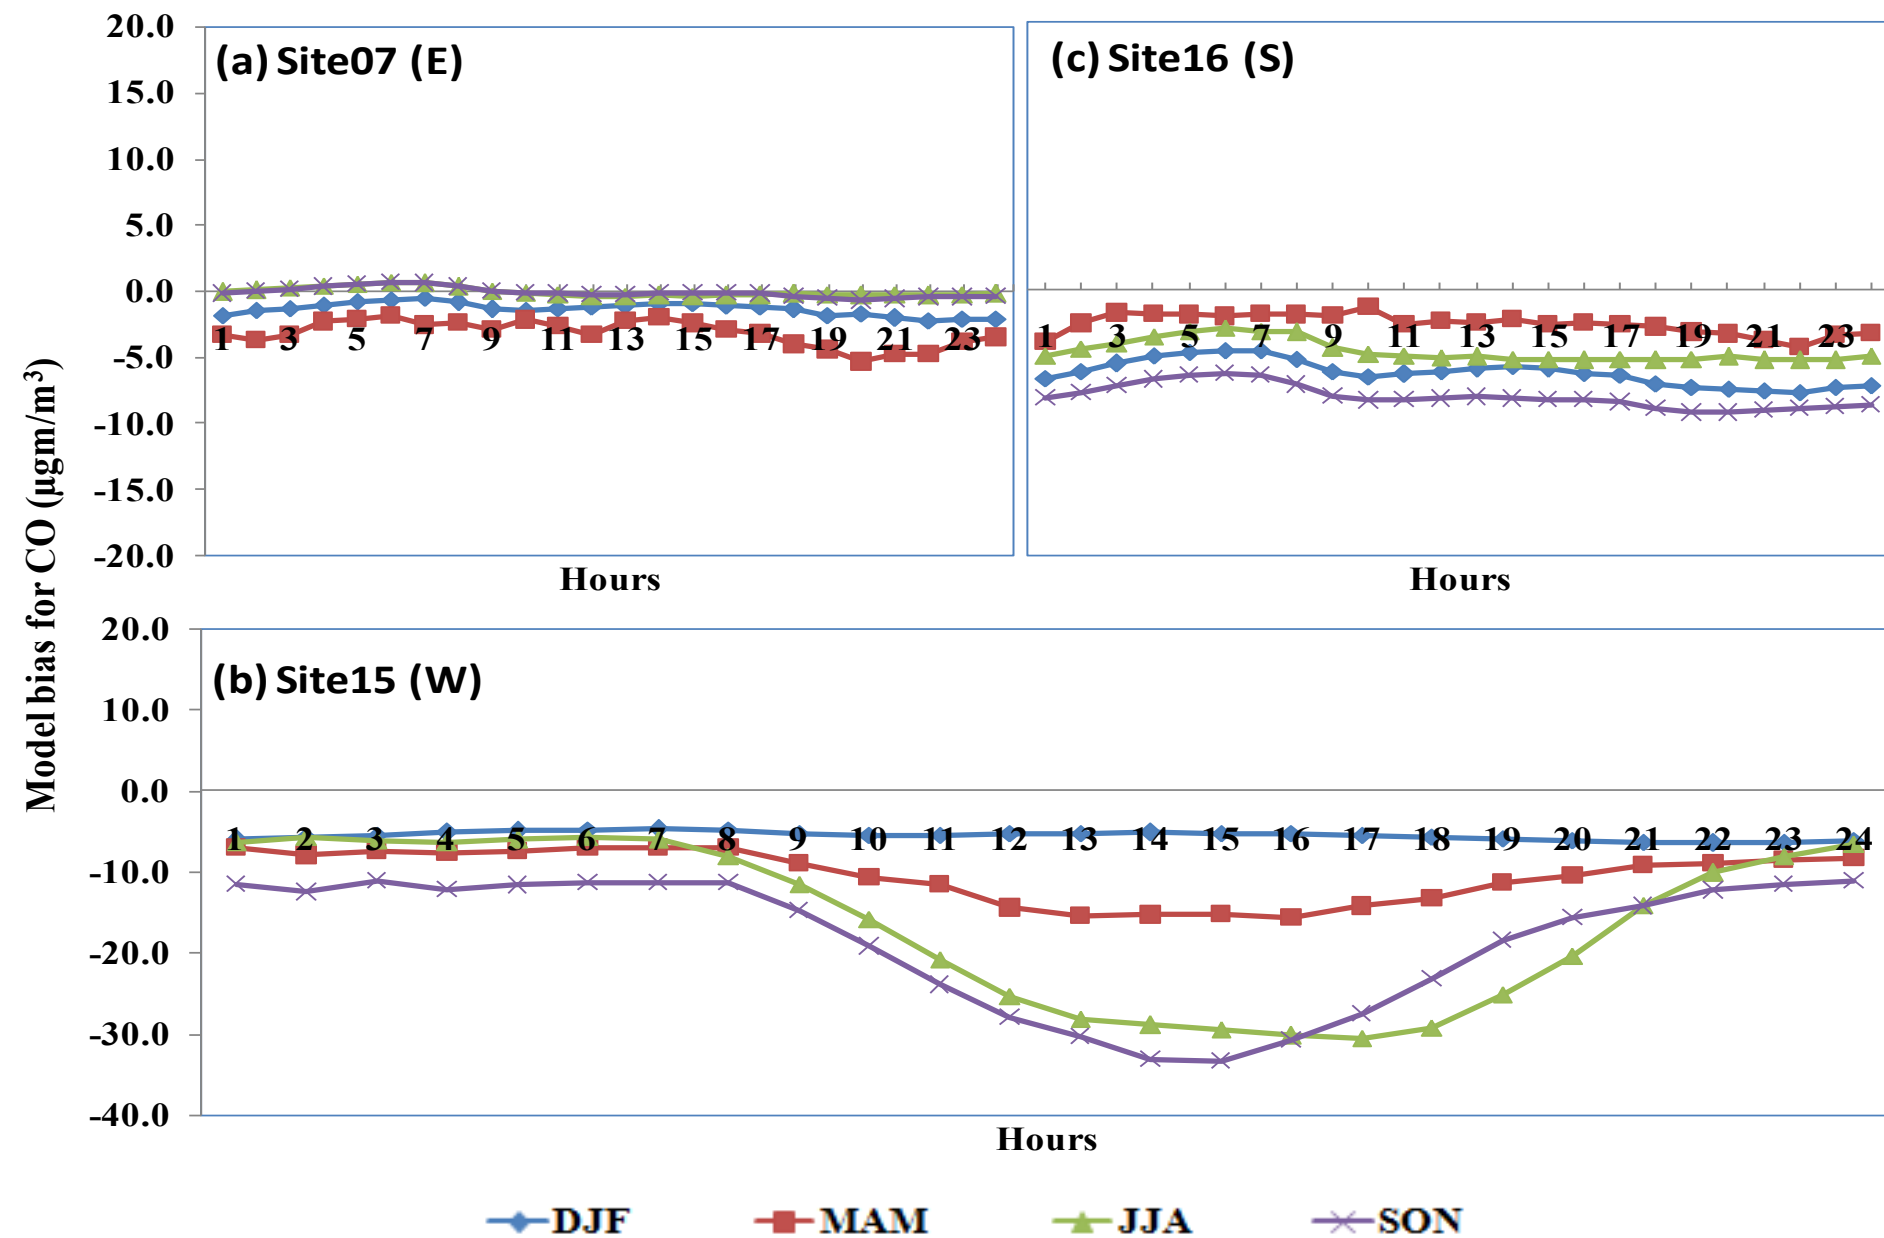 Model bias for CO (µgm/m³)
(a) Site07 (E)
20.0
15.0
10.0
5.0
0.0
-5.0
-10.0
-15.0
-20.0
1 3 5 7 9 11 13 15 17 19 21 23
Hours
(c) Site16 (S)
1 3 5 7 9 11 13 15 17 19 21 23
Hours
(b) Site15 (W)
20.0
10.0
0.0
-10.0
-20.0
-30.0
-40.0
1 2 3 4 5 6 7 8 9 10 11 12 13 14 15 16 17 18 19 20 21 22 23 24
Hours
DJF MAM JJA SON